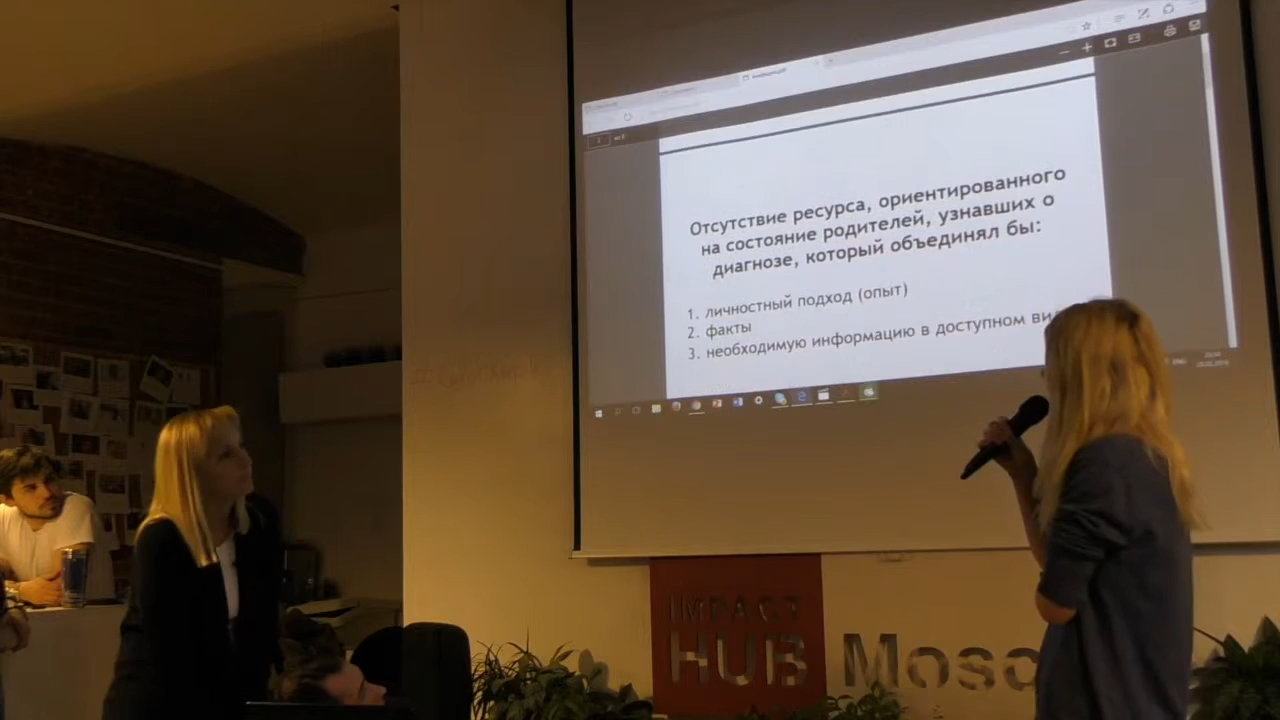 Отсутствие ресурса, ориентированного
на состояние родителей, узнавших о
диагнозе, который объединял бы:
1. личностный подход (опыт)
2. факты
3. необходимую информацию в доступном
ENG
IMPACT
HUB